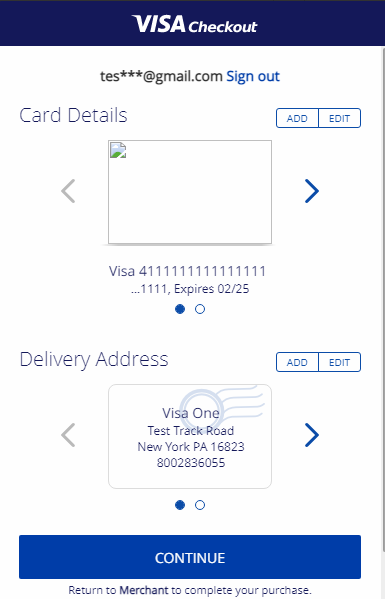 VISA Checkout
tes***@gmail.com Sign out
Card Details ADD EDIT
Visa 4111111111111111
...1111, Expires 02/25
Delivery Address ADD EDIT
Visa One
Test Track Road
New York PA 16823
8002836055
CONTINUE
Return to Merchant to complete your purchase.